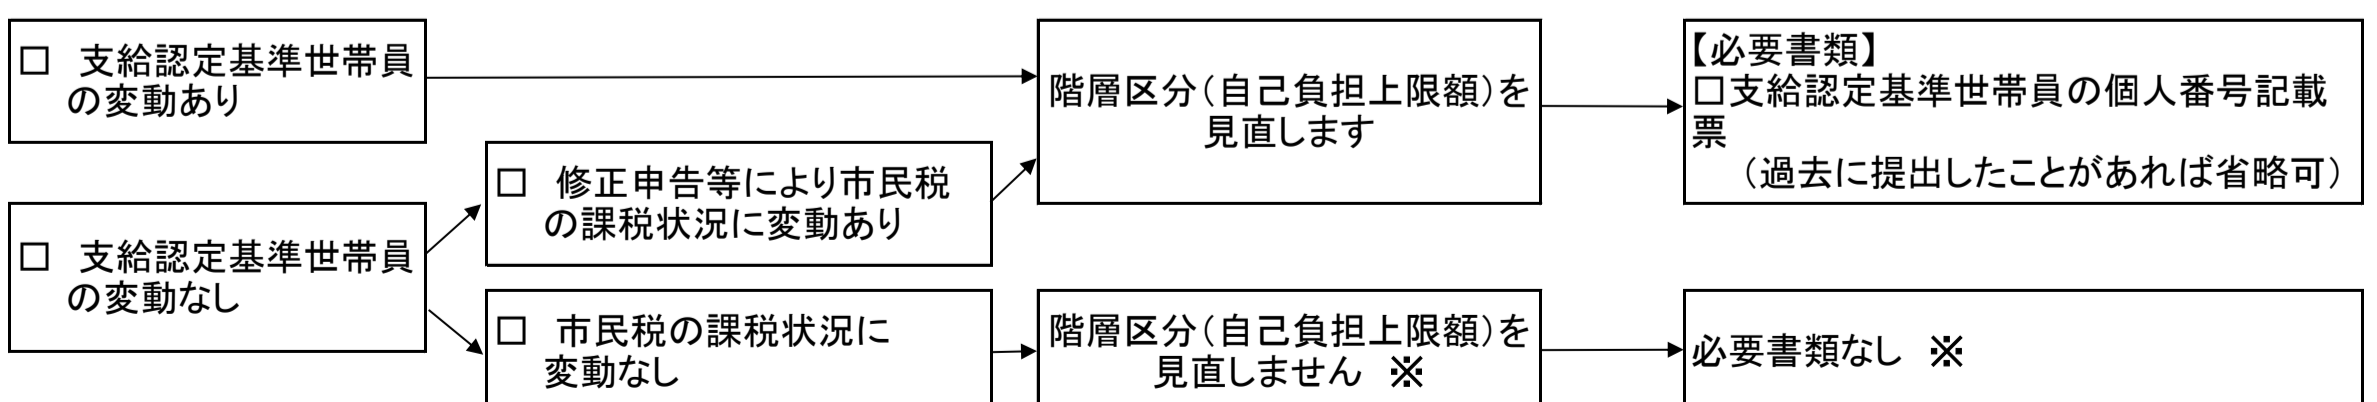 □　支給認定基準世帯員
の変動あり
□　支給認定基準世帯員
の変動なし
□　修正申告等により市民税
の課税状況に変動あり
□　市民税の課税状況に
変動なし
階層区分（自己負担上限額）を
見直します
階層区分（自己負担上限額）を
見直しません　※
【必要書類】
□支給認定基準世帯員の個人番号記載
票
（過去に提出したことがあれば省略可）
必要書類なし　※